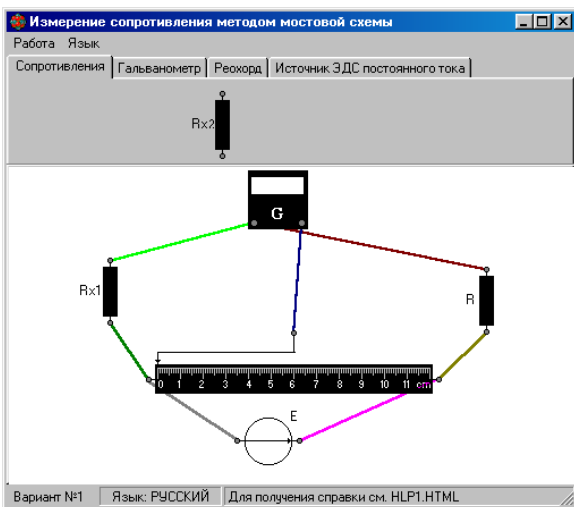 Измерение сопротивления методом мостовой схемы
Работа Язык
Сопротивления Гальванометр Реохорд Источник ЭДС постоянного тока
Rx2
G
Rx1
R
0 1 2 3 4 5 6 7 8 9 10 11 cm
E
Вариант №1 Язык: РУССКИЙ Для получения справки см. HLP1.HTML